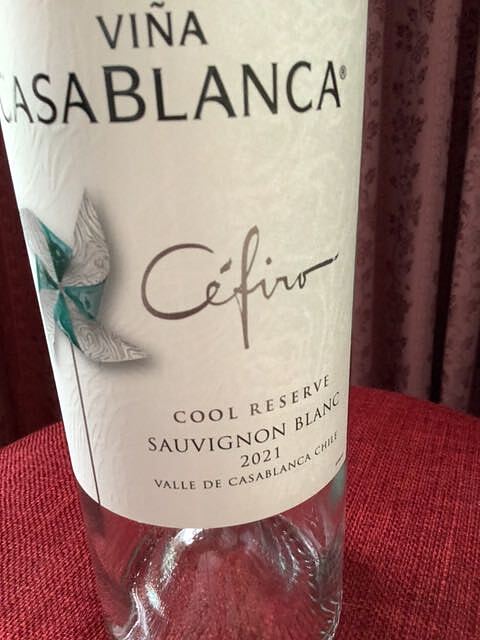 VIÑA
CASABLANCA®
Céfiro
COOL RESERVE
SAUVIGNON BLANC
2021
VALLE DE CASABLANCA CHILE